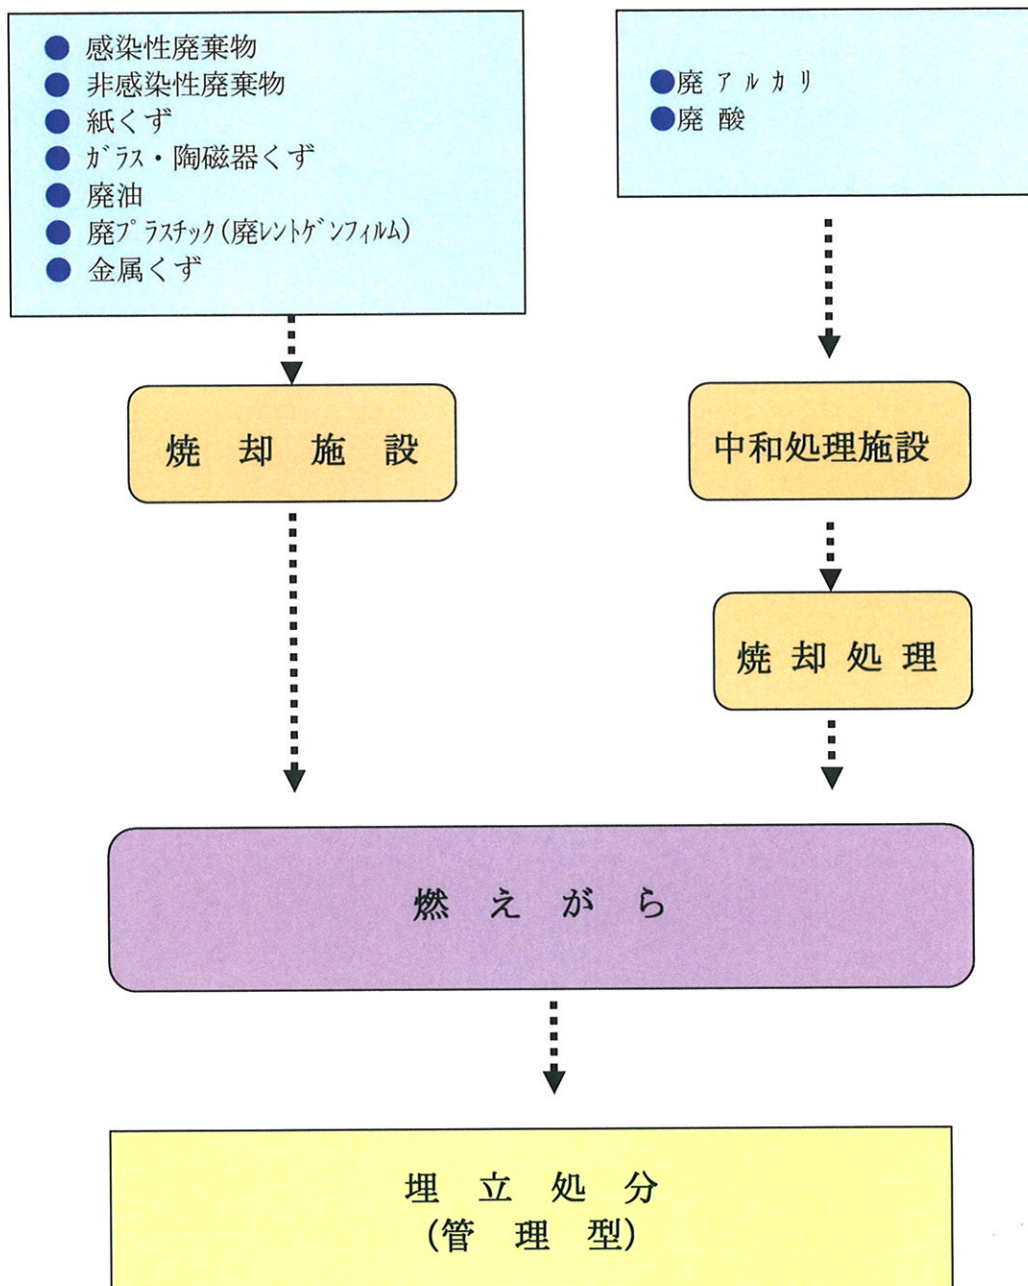 ● 感染性廃棄物
● 非感染性廃棄物
● 紙くず
● ガラス・陶磁器くず
● 廃油
● 廃プラスチック(廃レントゲンフィルム)
● 金属くず
●廃 アルカリ
●廃 酸
焼 却 施 設
中和処理施設
焼 却 処 理
燃 え が ら
埋 立 処 分
(管 理 型)